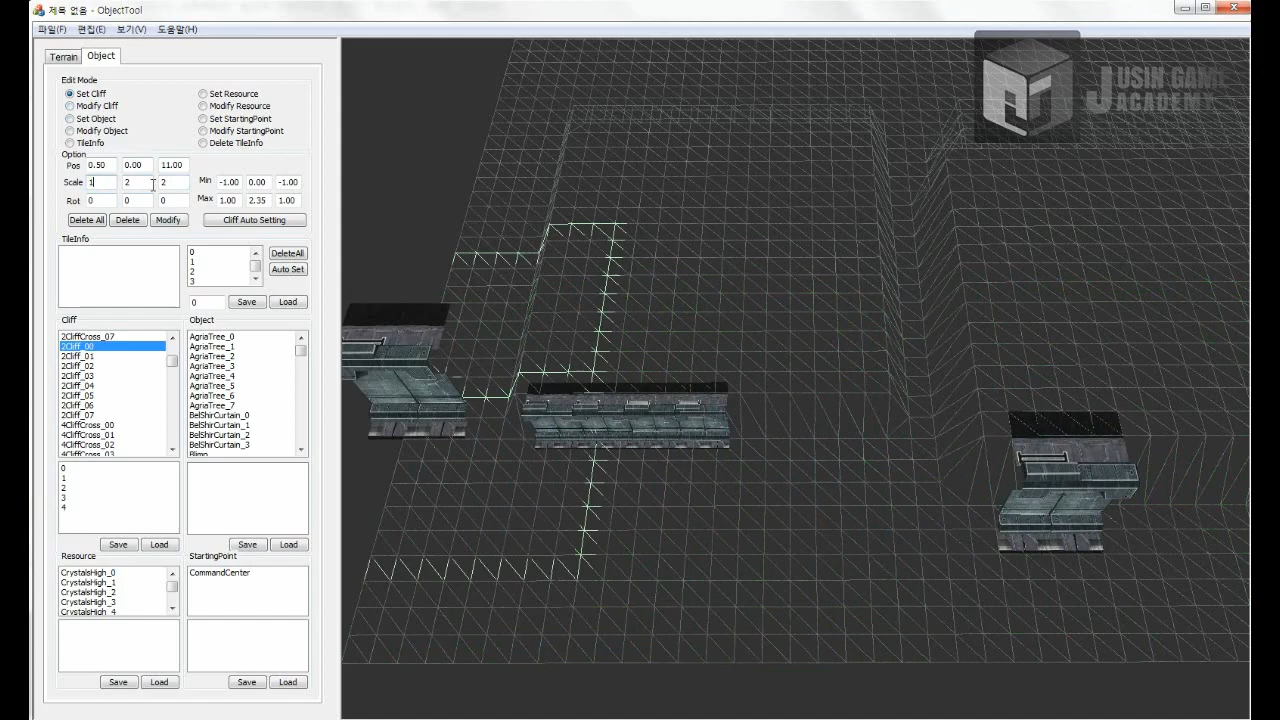 제목 없음 - ObjectTool
파일(F) 편집(E) 보기(V) 도움말(H)
Terrain Object
Edit Mode
Set Cliff Set Resource
Modify Cliff Modify Resource
Set Object Set StartingPoint
Modify Object Modify StartingPoint
TileInfo Delete TileInfo
Option
Pos 0.50 0.00 11.00
Scale 1 2 2 Min -1.00 0.00 -1.00
Rot 0 0 0 Max 1.00 2.35 1.00
Delete All Delete Modify Cliff Auto Setting
TileInfo
0
1
2
3
DeleteAll
Auto Set
0 Save Load
Cliff Object
2CliffCross_07
2Cliff_00
2Cliff_01
2Cliff_02
2Cliff_03
2Cliff_04
2Cliff_05
2Cliff_06
2Cliff_07
4CliffCross_00
4CliffCross_01
4CliffCross_02
4CliffCross_03
AgriaTree_0
AgriaTree_1
AgriaTree_2
AgriaTree_3
AgriaTree_4
AgriaTree_5
AgriaTree_6
AgriaTree_7
BelShirCurtain_0
BelShirCurtain_1
BelShirCurtain_2
BelShirCurtain_3
Blimp
0
1
2
3
4
Save Load Save Load
Resource StartingPoint
CrystalsHigh_0
CrystalsHigh_1
CrystalsHigh_2
CrystalsHigh_3
CrystalsHigh_4
CommandCenter
Save Load Save Load
JUSIN GAME
ACADEMY